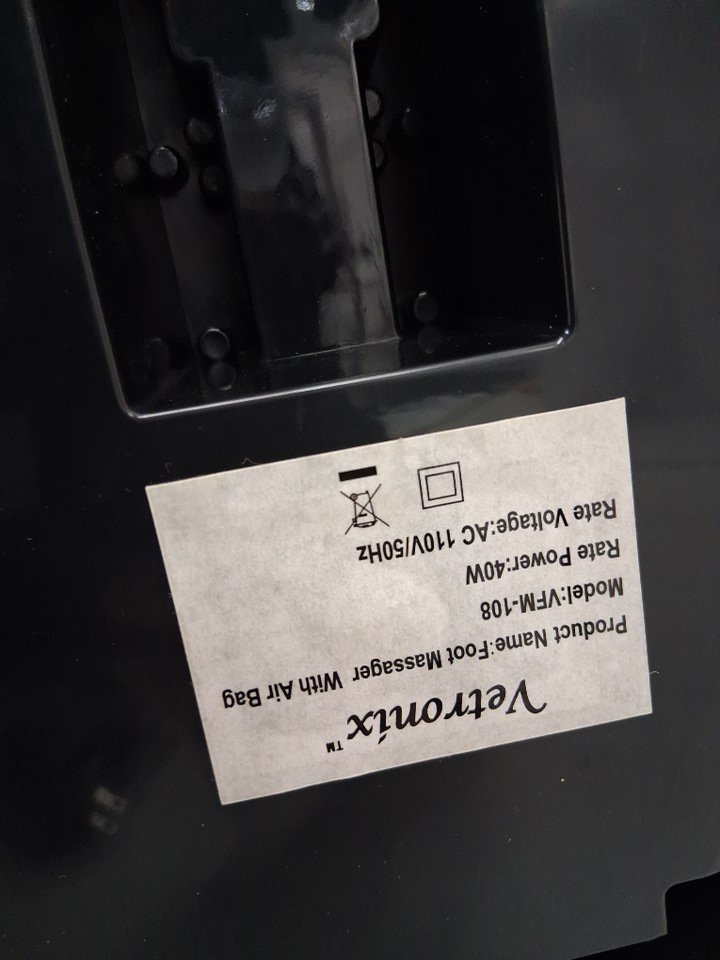 Vetronix™
Product Name:Foot Massager With Air Bag
Model:VFM-108
Rate Power:40W
Rate Voltage:AC 110V/50Hz